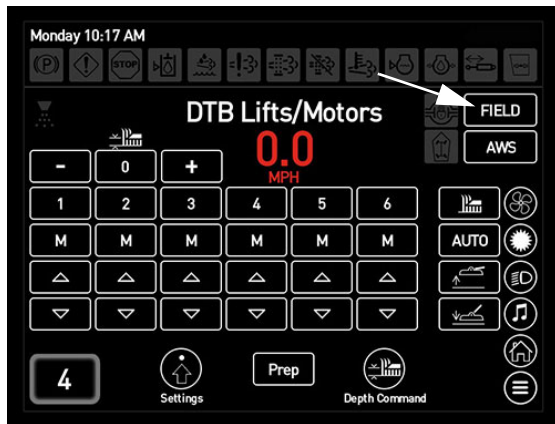 Monday 10:17 AM
(P) STOP
DTB Lifts/Motors FIELD
0.0 AWS
MPH
- 0 +
1 2 3 4 5 6
M M M M M M AUTO
4 Settings Prep Depth Command